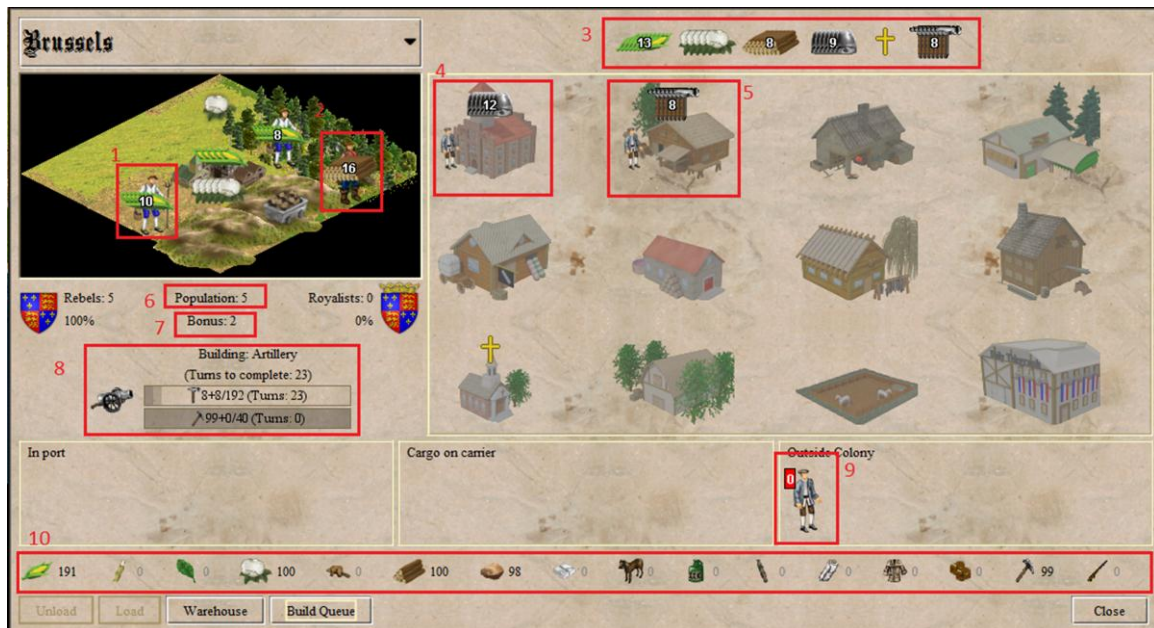 Brussels
3
13
8
9
8
4
12
5
8
2
1
8
16
10
Rebels: 5
6
Population: 5
Royalists: 0
100%
7
Bonus: 2
0%
8
Building: Artillery
(Turns to complete: 23)
8+8/192 (Turns: 23)
99+0/40 (Turns: 0)
In port
Cargo on carrier
Outside Colony
0
9
10
191
0
0
100
0
100
98
0
0
0
0
0
0
0
99
0
Unload
Load
Warehouse
Build Queue
Close